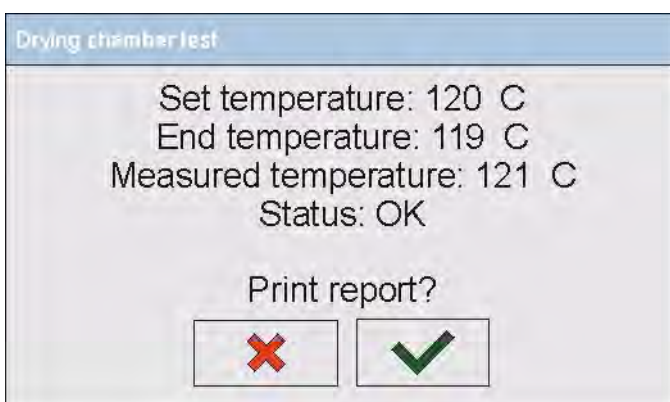 Drying chamber test
Set temperature: 120 C
End temperature: 119 C
Measured temperature: 121 C
Status: OK
Print report?